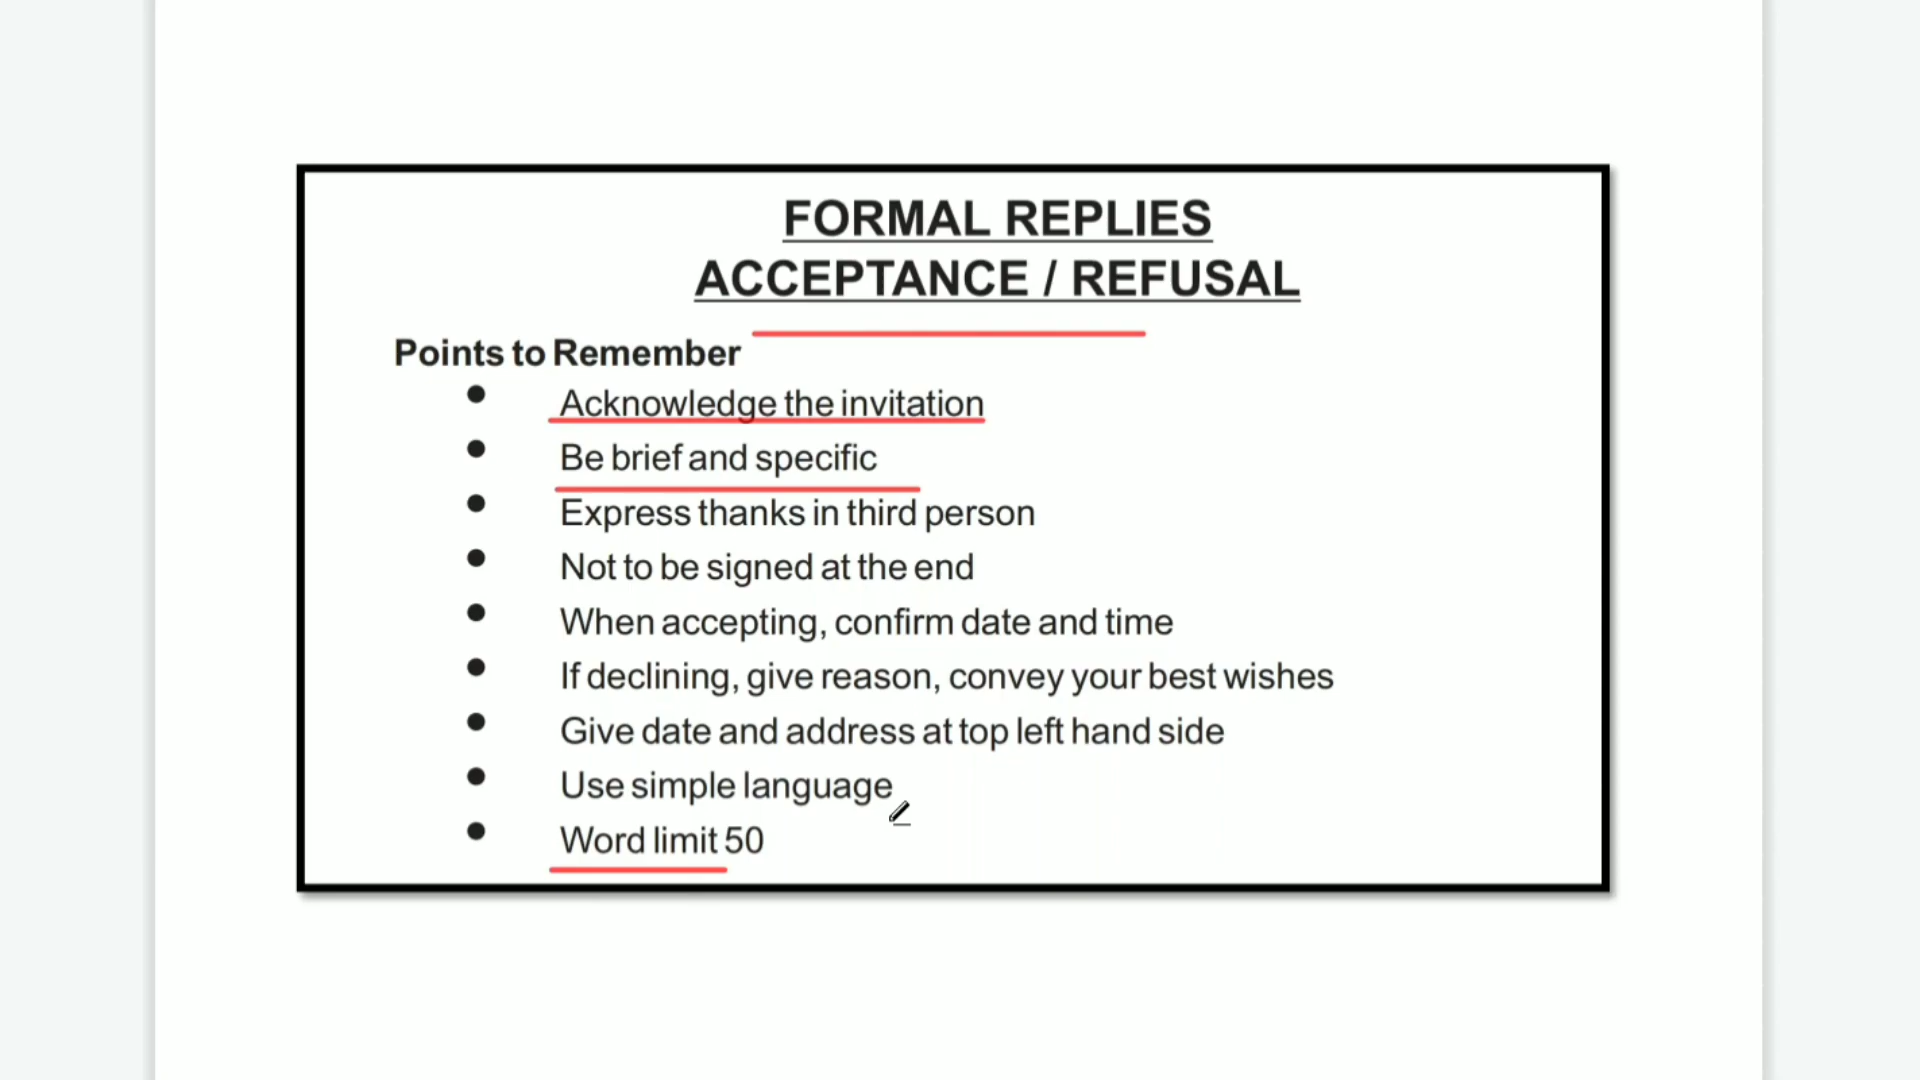 FORMAL REPLIES
ACCEPTANCE / REFUSAL
Points to Remember
Acknowledge the invitation
Be brief and specific
Express thanks in third person
Not to be signed at the end
When accepting, confirm date and time
If declining, give reason, convey your best wishes
Give date and address at top left hand side
Use simple language
Word limit 50